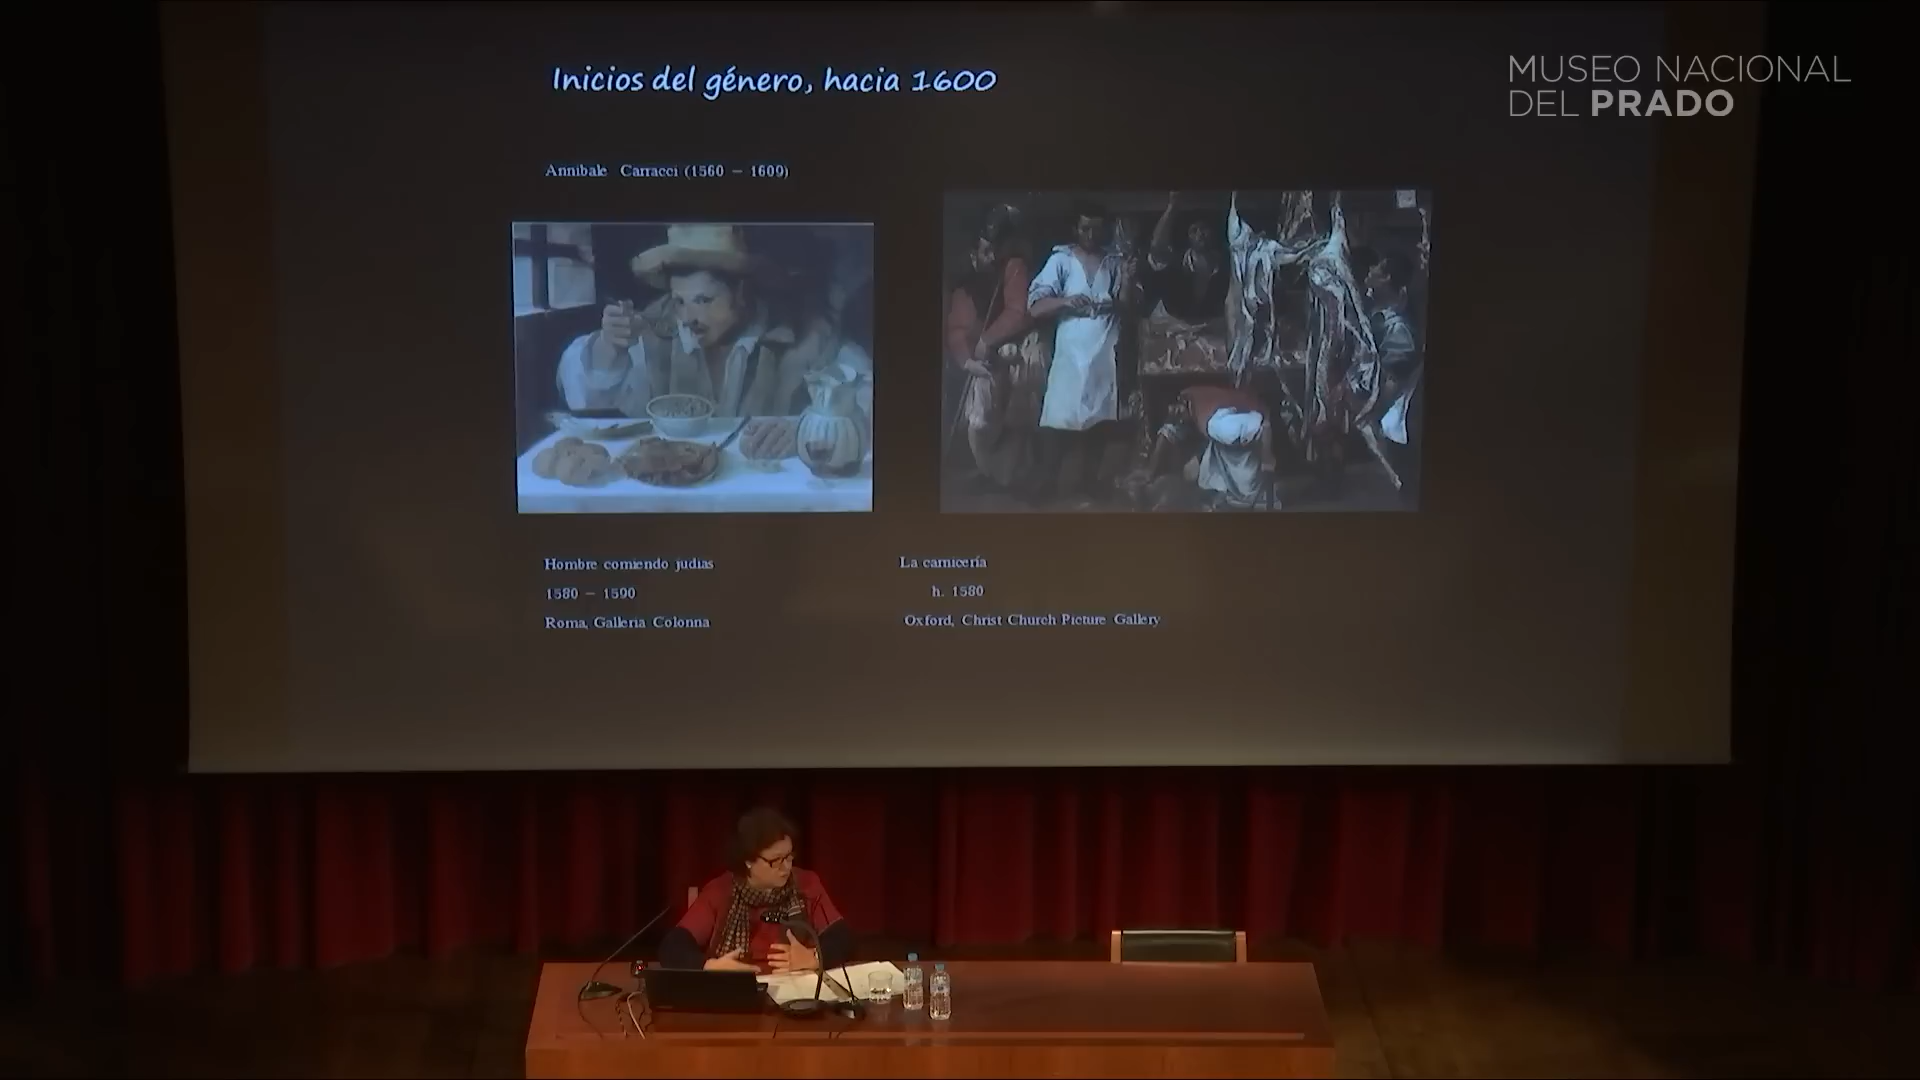 Inicios del género, hacia 1600
MUSEO NACIONAL
DEL PRADO
Annibale Carracci (1560 – 1609)
Hombre comiendo judias
1580 – 1590
Roma, Galleria Colonna
La carnicería
h. 1580
Oxford, Christ Church Picture Gallery